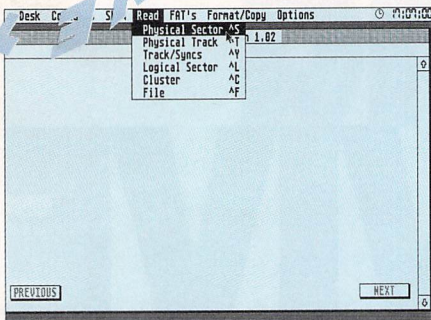 Desk Read FAT's Format/Copy Options
1.02
Physical Sector ^S
Physical Track ^T
Track/Syncs ^Y
Logical Sector ^L
Cluster ^C
File ^F
PREVIOUS NEXT